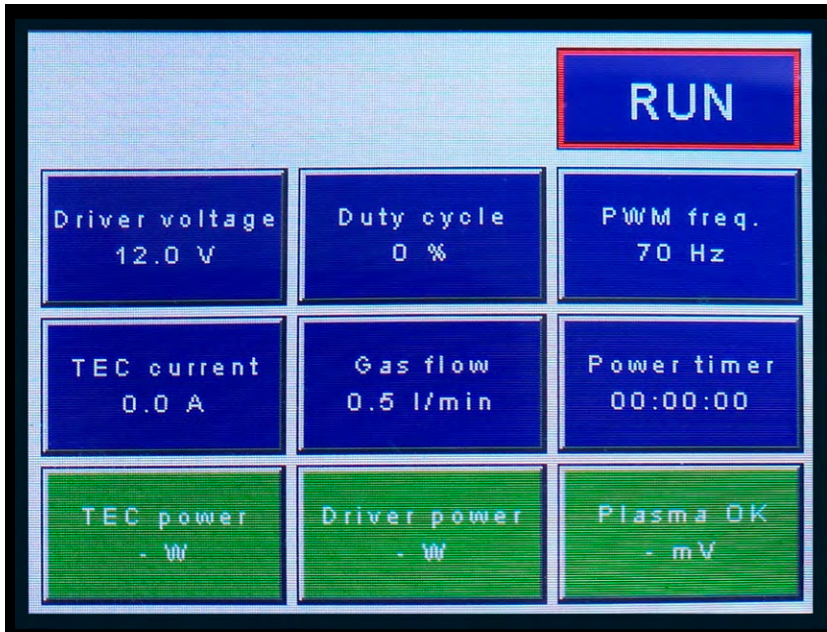 RUN
Driver voltage
12.0 V
Duty cycle
0 %
PWM freq.
70 Hz
TEC current
0.0 A
Gas flow
0.5 l/min
Power timer
00:00:00
TEC power
- W
Driver power
- W
Plasma OK
- mV